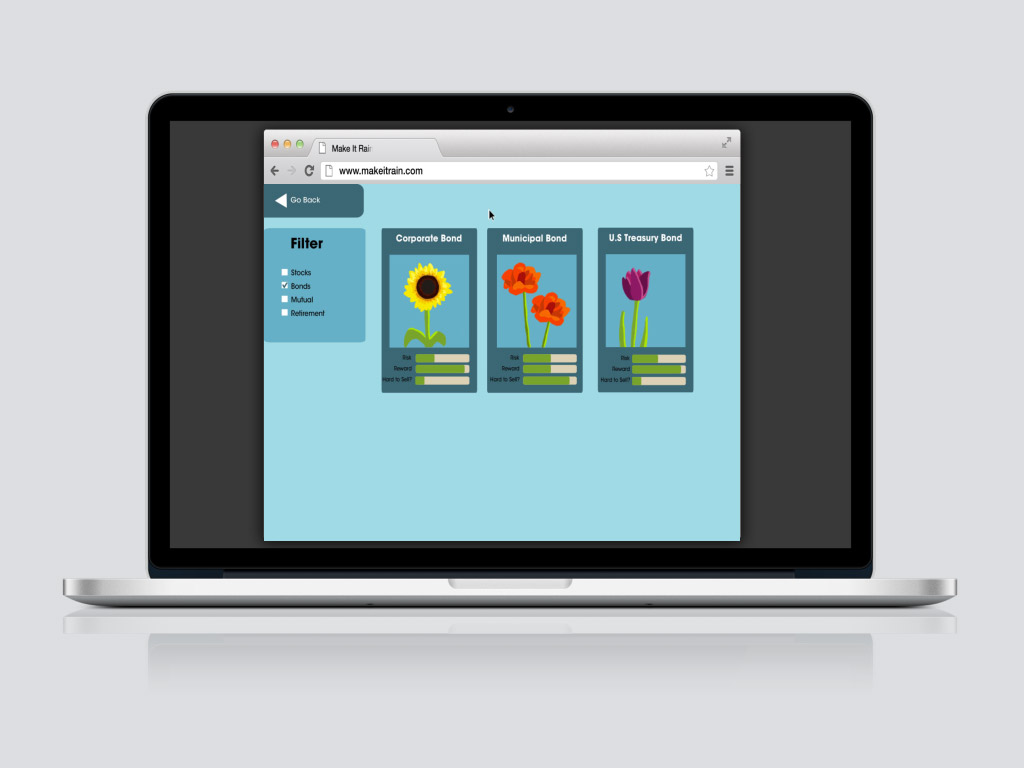 Make It Rain
www.makeitrain.com
Go Back
Filter
Stocks
Bonds
Mutual
Retirement
Corporate Bond
Risk
Reward
Hard to Sell?
Municipal Bond
Risk
Reward
Hard to Sell?
U.S Treasury Bond
Risk
Reward
Hard to Sell?